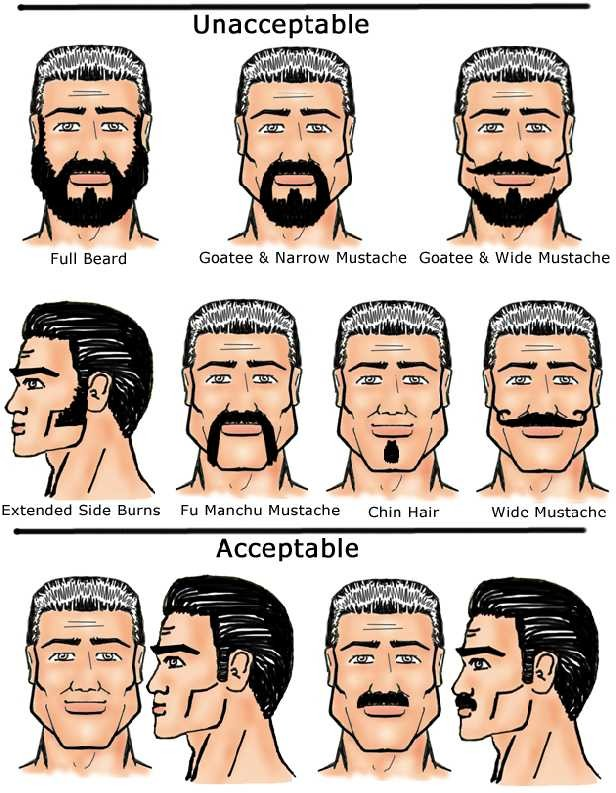 Unacceptable
Full Beard
Goatee & Narrow Mustache
Goatee & Wide Mustache
Extended Side Burns
Fu Manchu Mustache
Chin Hair
Wide Mustache
Acceptable